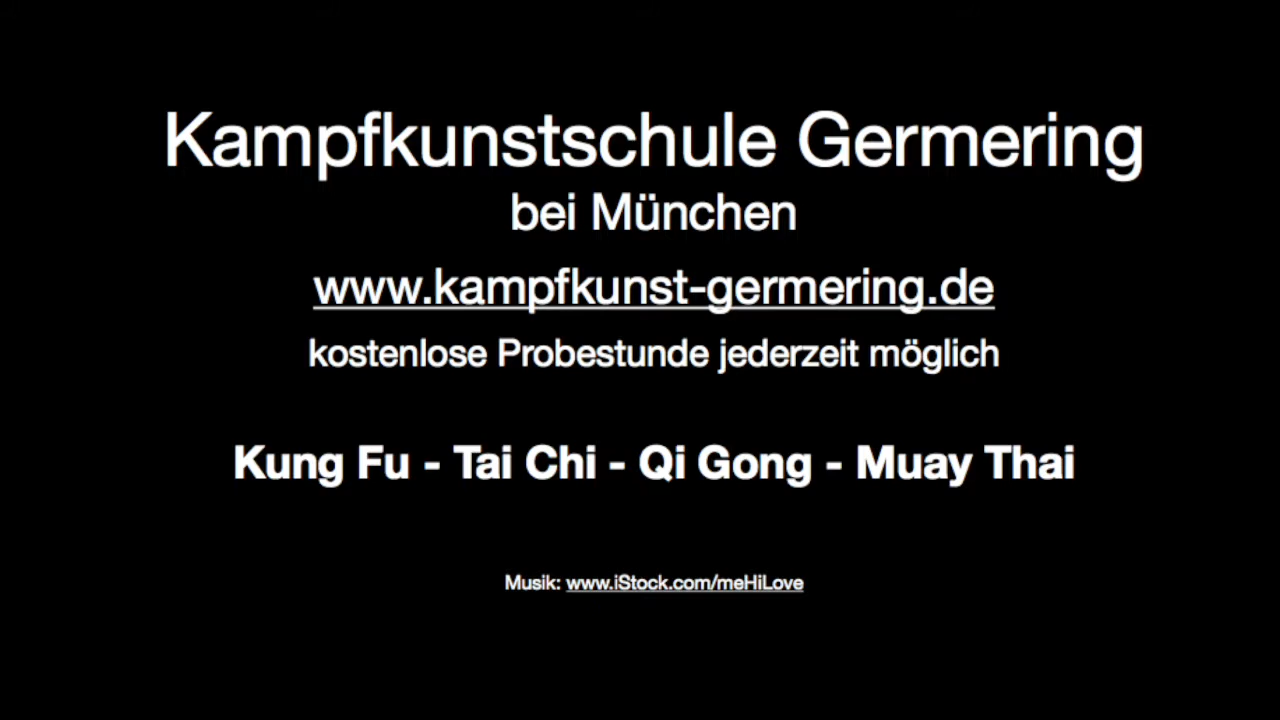 Kampfkunstschule Germering
bei München
www.kampfkunst-germering.de
kostenlose Probestunde jederzeit möglich
Kung Fu - Tai Chi - Qi Gong - Muay Thai
Musik: www.iStock.com/meHiLove